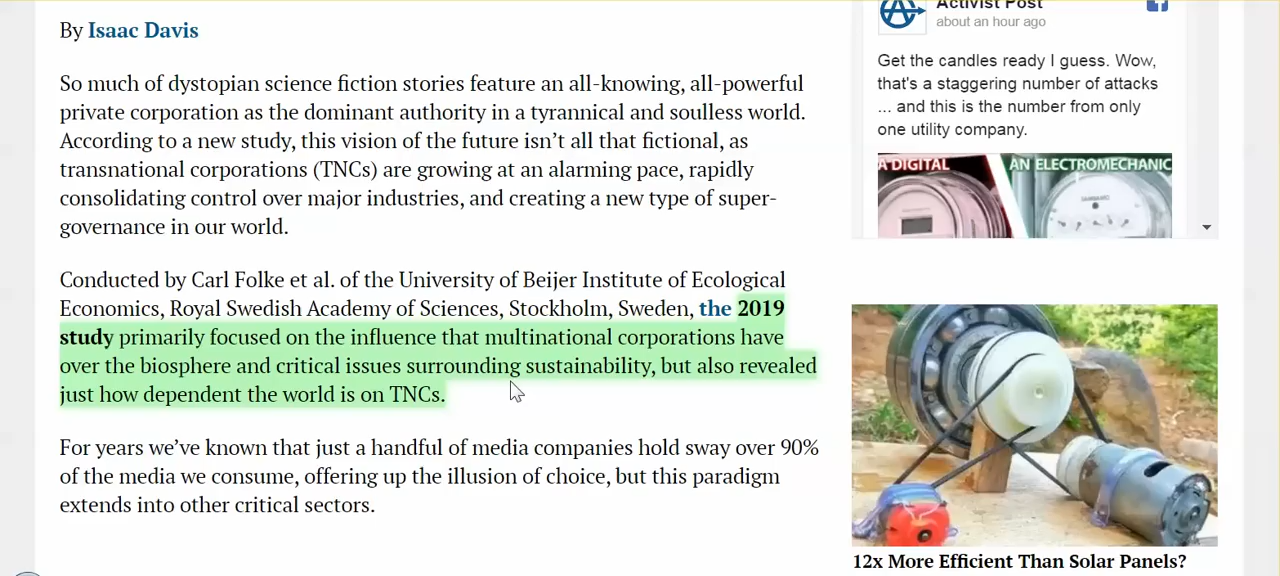 By Isaac Davis
So much of dystopian science fiction stories feature an all-knowing, all-powerful
private corporation as the dominant authority in a tyrannical and soulless world.
According to a new study, this vision of the future isn’t all that fictional, as
transnational corporations (TNCs) are growing at an alarming pace, rapidly
consolidating control over major industries, and creating a new type of super-
governance in our world.
Conducted by Carl Folke et al. of the University of Beijer Institute of Ecological
Economics, Royal Swedish Academy of Sciences, Stockholm, Sweden, the 2019
study primarily focused on the influence that multinational corporations have
over the biosphere and critical issues surrounding sustainability, but also revealed
just how dependent the world is on TNCs.
For years we’ve known that just a handful of media companies hold sway over 90%
of the media we consume, offering up the illusion of choice, but this paradigm
extends into other critical sectors.
Activist Post
about an hour ago
Get the candles ready I guess. Wow,
that's a staggering number of attacks
... and this is the number from only
one utility company.
A DIGITAL
AN ELECTROMECHANIC
12x More Efficient Than Solar Panels?